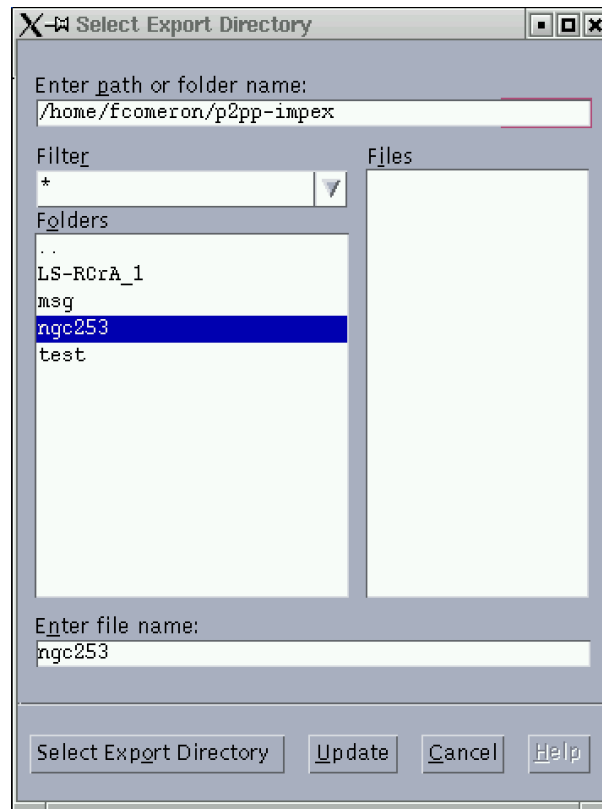 Select Export Directory
Enter path or folder name:
/home/fcomeron/p2pp-impex
Filter
*
Folders
..
LS-RCrA_1
msg
ngc253
test
Files
Enter file name:
ngc253
Select Export Directory
Update
Cancel
Help